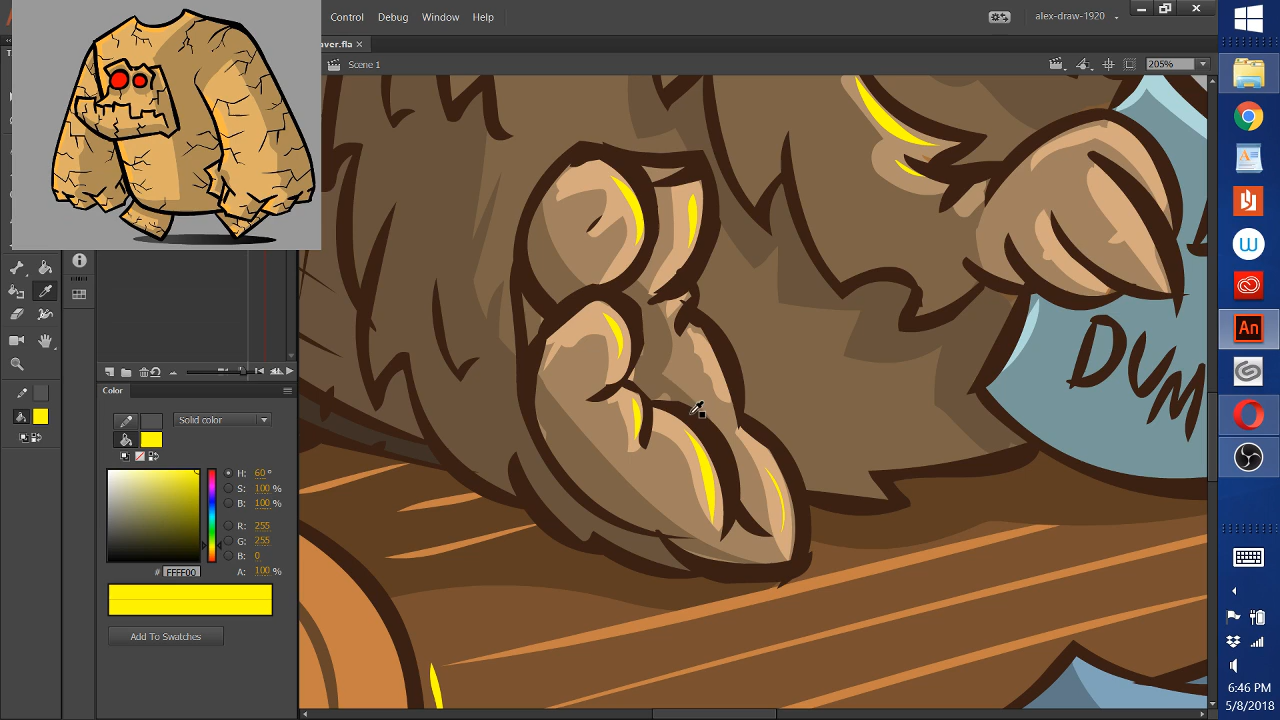 Control Debug Window Help
alex-draw-1920
aver.fla ×
Scene 1
205%
Color
Solid color
H: 60 °
S: 100 %
B: 100 %
R: 255
G: 255
B: 0
# FFFF00
A: 100 %
Add To Swatches
DUM
An
6:46 PM
5/8/2018